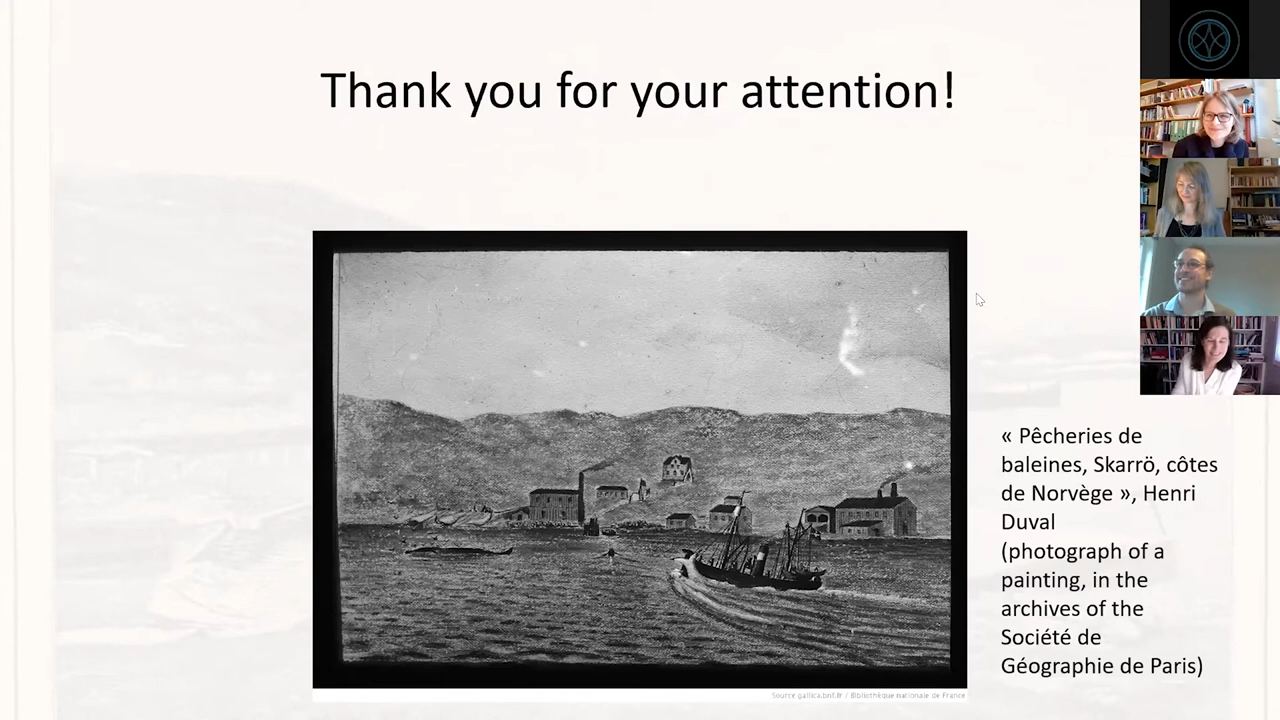 Thank you for your attention!
« Pêcheries de
baleines, Skarrö, côtes
de Norvège », Henri
Duval
(photograph of a
painting, in the
archives of the
Société de
Géographie de Paris)
Source gallica.bnf.fr / Bibliothèque nationale de France